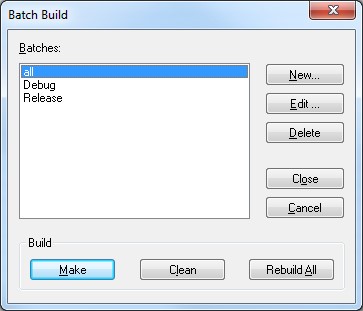 Batch Build
Batches:
all
Debug
Release
New...
Edit ...
Delete
Close
Cancel
Build
Make
Clean
Rebuild All